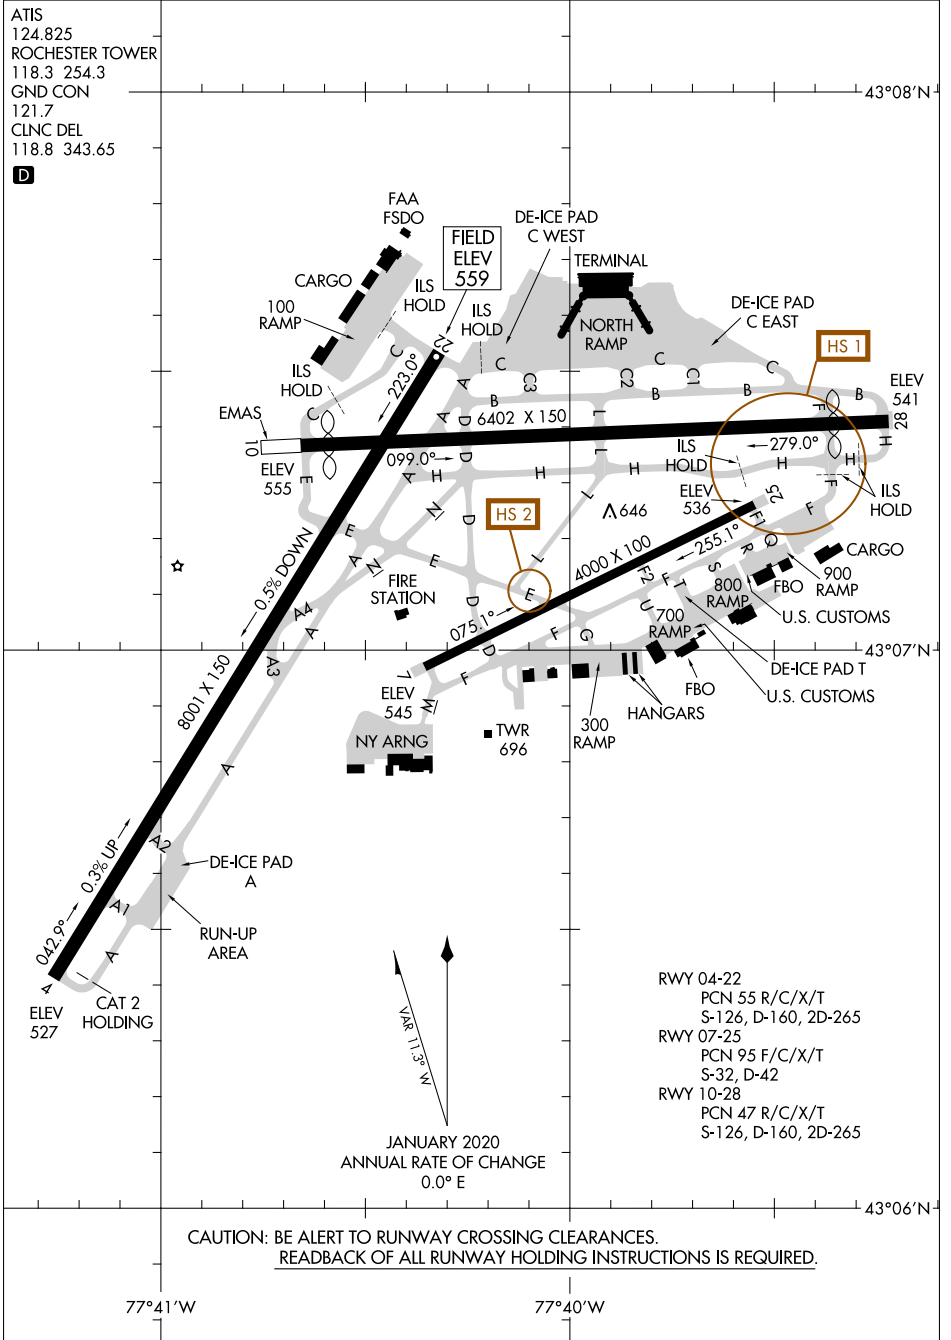 ATIS
124.825
ROCHESTER TOWER
118.3 254.3
GND CON
121.7
CLNC DEL
118.8 343.65
D
43°08'N
FAA
FSDO
DE-ICE PAD
C WEST
FIELD
ELEV
559
TERMINAL
CARGO
ILS
HOLD
100
RAMP
ILS
HOLD
NORTH
RAMP
DE-ICE PAD
C EAST
HS 1
22
C
C
C
C
ILS
HOLD
223.0°
A
C3
C2
C1
B
B
B
B
ELEV
541
EMAS
C
A
D
6402 X 150
L
F
28
10
099.0°
D
L
279.0°
H
ELEV
555
E
A
H
H
H
ILS
HOLD
H
H
F
ILS
HOLD
ELEV
536
25
L
646
HS 2
N
D
F1
F
E
A
N
E
L
4000 X 100
255.1°
Q
R
CARGO
0.5% DOWN
FIRE
STATION
E
F2
F
S
T
800
RAMP
FBO
900
RAMP
A4
A
D
075.1°
U
700
RAMP
U.S. CUSTOMS
F
G
D
A3
7
F
DE-ICE PAD T
43°07'N
ELEV
545
W
FBO
U.S. CUSTOMS
8001 X 150
HANGARS
300
RAMP
NY ARNG
TWR
696
A
A2
0.3% UP
DE-ICE PAD
A
A1
RUN-UP
AREA
042.9°
A
4
CAT 2
HOLDING
ELEV
527
VAR 11.3° W
RWY 04-22
PCN 55 R/C/X/T
S-126, D-160, 2D-265
RWY 07-25
PCN 95 F/C/X/T
S-32, D-42
RWY 10-28
PCN 47 R/C/X/T
S-126, D-160, 2D-265
JANUARY 2020
ANNUAL RATE OF CHANGE
0.0° E
43°06'N
CAUTION: BE ALERT TO RUNWAY CROSSING CLEARANCES.
READBACK OF ALL RUNWAY HOLDING INSTRUCTIONS IS REQUIRED.
77°41'W
77°40'W